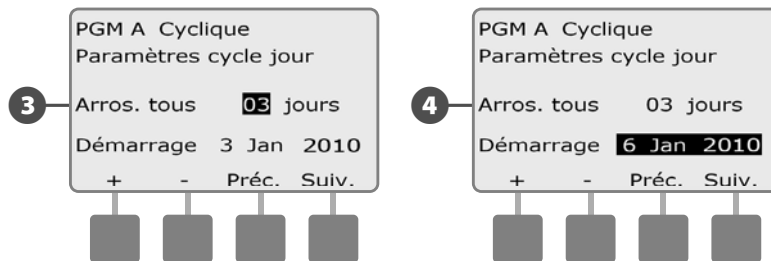 PGM A Cyclique
Paramètres cycle jour
3
Arros. tous 03 jours
Démarrage 3 Jan 2010
+ - Préc. Suiv.
PGM A Cyclique
Paramètres cycle jour
4
Arros. tous 03 jours
Démarrage 6 Jan 2010
+ - Préc. Suiv.